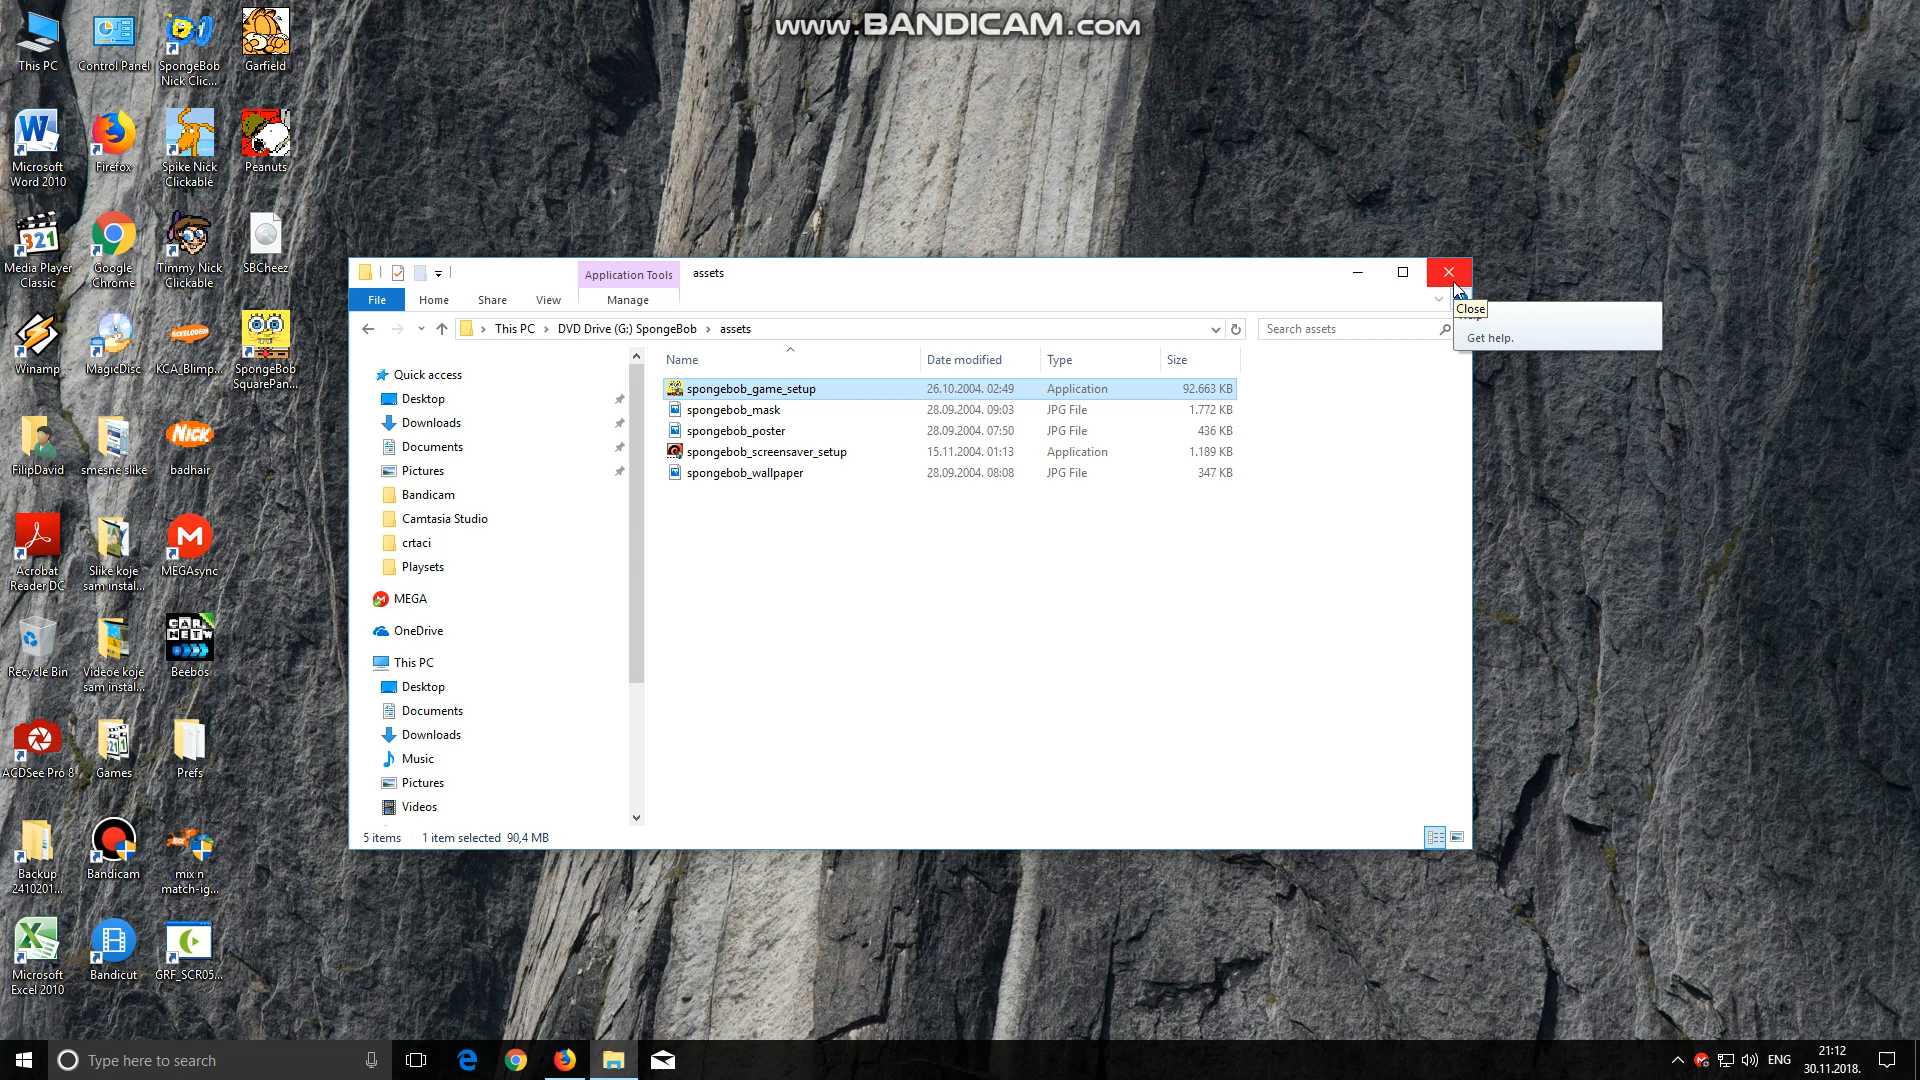 www.BANDICAM.com
This PC
Control Panel
SpongeBob
Nick Clic...
Garfield
Microsoft
Word 2010
Firefox
Spike Nick
Clickable
Peanuts
Media Player
Classic
Google
Chrome
Timmy Nick
Clickable
SBCheez
Winamp
MagicDisc
KCA_Blimp...
SpongeBob
SquarePan...
FilipDavid
smesne slike
badhair
Acrobat
Reader DC
Slike koje
sam instal...
MEGAsync
Recycle Bin
Videoe koje
sam instal...
Beebos
ACDSee Pro 8
Games
Prefs
Backup
2410201...
Bandicam
mix n
match-ig...
Microsoft
Excel 2010
Bandicut
GRF_SCR05...
Application Tools
assets
File
Home
Share
View
Manage
Close
Get help.
This PC
DVD Drive (G:) SpongeBob
assets
Search assets
Name
Date modified
Type
Size
spongebob_game_setup 26.10.2004. 02:49 Application 92.663 KB
spongebob_mask 28.09.2004. 09:03 JPG File 1.772 KB
spongebob_poster 28.09.2004. 07:50 JPG File 436 KB
spongebob_screensaver_setup 15.11.2004. 01:13 Application 1.189 KB
spongebob_wallpaper 28.09.2004. 08:08 JPG File 347 KB
Quick access
Desktop
Downloads
Documents
Pictures
Bandicam
Camtasia Studio
crtaci
Playsets
MEGA
OneDrive
This PC
Desktop
Documents
Downloads
Music
Pictures
Videos
5 items
1 item selected 90,4 MB
Type here to search
ENG
21:12
30.11.2018.